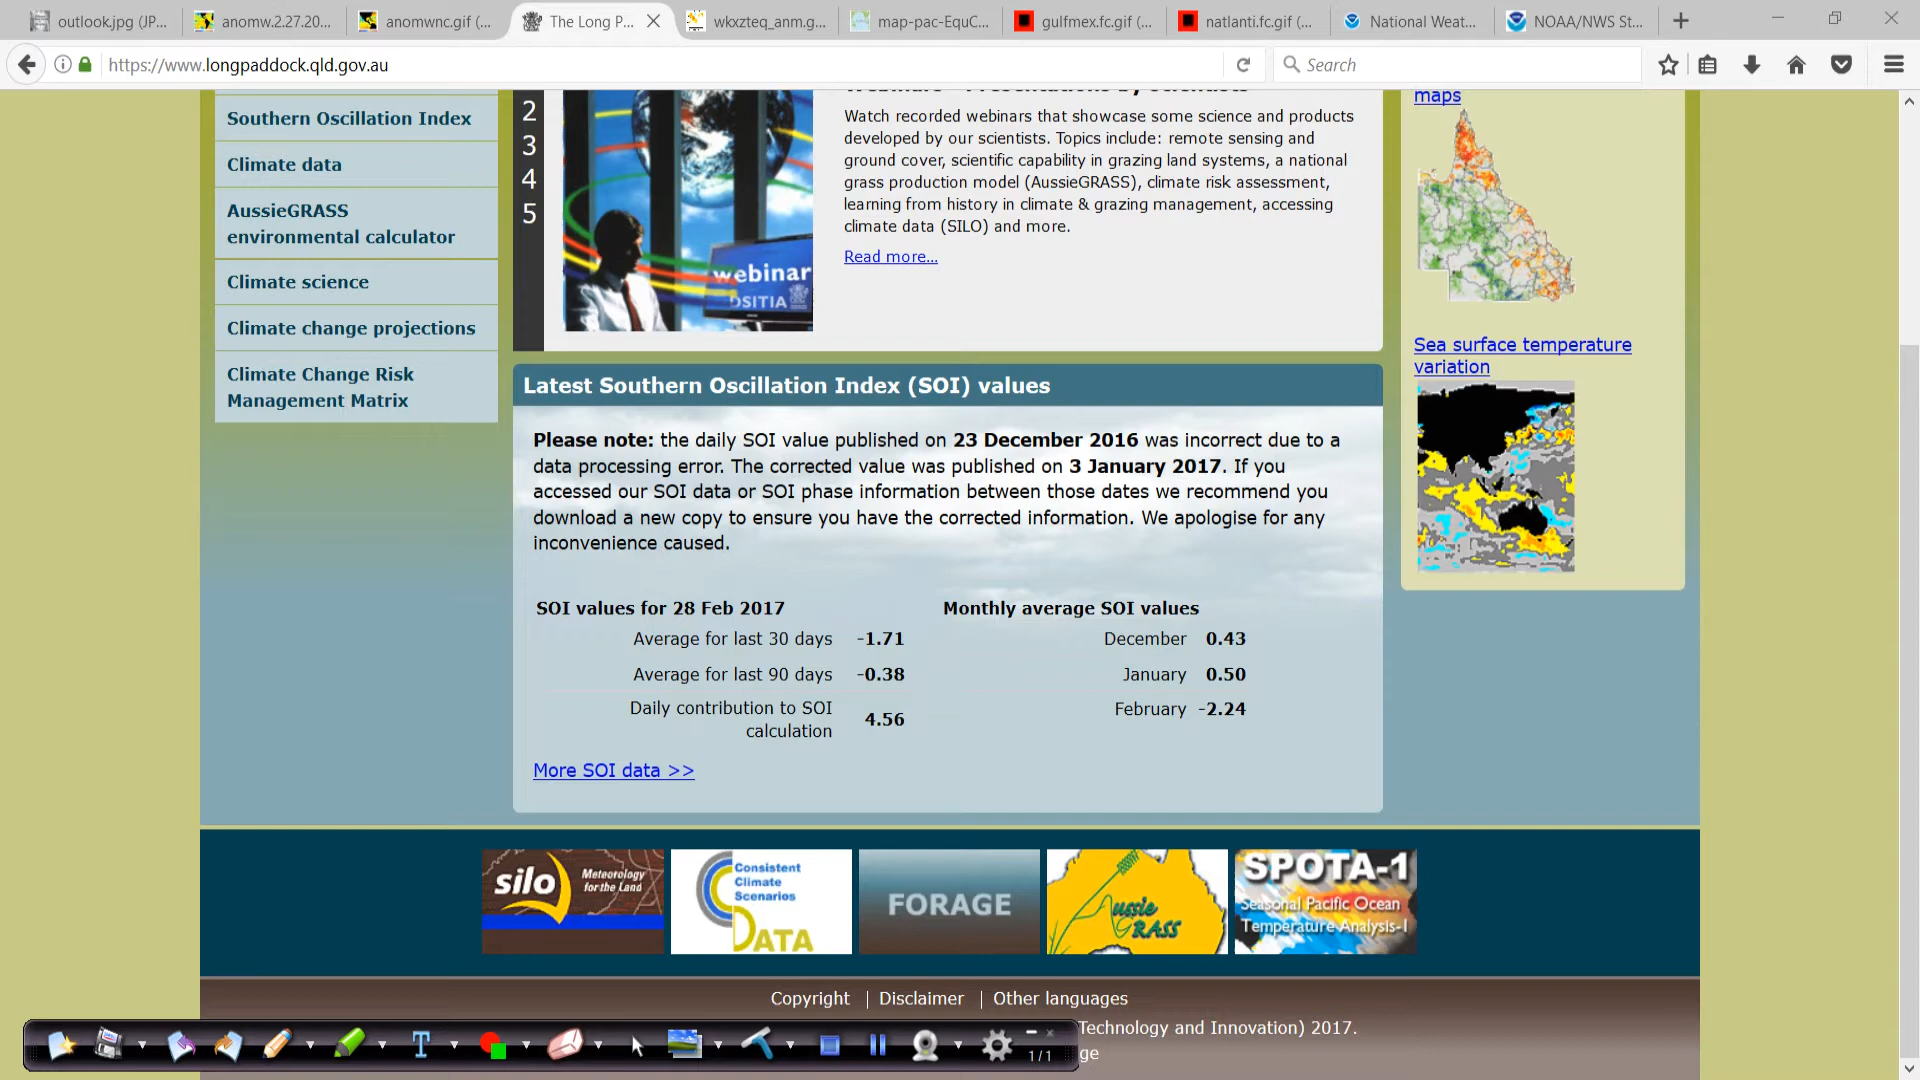 outlook.jpg (JP...
anomw.2.27.20...
anomwnc.gif (...
The Long P...
wkxzteq_anm.g...
map-pac-EquC...
gulfmex.fc.gif (...
natlanti.fc.gif (...
National Weat...
NOAA/NWS St...
https://www.longpaddock.qld.gov.au
Search
Southern Oscillation Index
Climate data
AussieGRASS
environmental calculator
Climate science
Climate change projections
Climate Change Risk
Management Matrix
2
3
4
5
webinar
DSITIA
Webinars - Presentations by scientists
Watch recorded webinars that showcase some science and products
developed by our scientists. Topics include: remote sensing and
ground cover, scientific capability in grazing land systems, a national
grass production model (AussieGRASS), climate risk assessment,
learning from history in climate & grazing management, accessing
climate data (SILO) and more.
Read more...
maps
Sea surface temperature
variation
Latest Southern Oscillation Index (SOI) values
Please note: the daily SOI value published on 23 December 2016 was incorrect due to a
data processing error. The corrected value was published on 3 January 2017. If you
accessed our SOI data or SOI phase information between those dates we recommend you
download a new copy to ensure you have the corrected information. We apologise for any
inconvenience caused.
SOI values for 28 Feb 2017
Average for last 30 days -1.71
Average for last 90 days -0.38
Daily contribution to SOI
calculation 4.56
Monthly average SOI values
December 0.43
January 0.50
February -2.24
More SOI data >>
silo Meteorology
for the Land
Consistent
Climate
Scenarios
DATA
FORAGE
Aussie
GRASS
SPOTA-1
Seasonal Pacific Ocean
Temperature Analysis-1
Copyright | Disclaimer | Other languages
Technology and Innovation) 2017.
ge
T
1/1